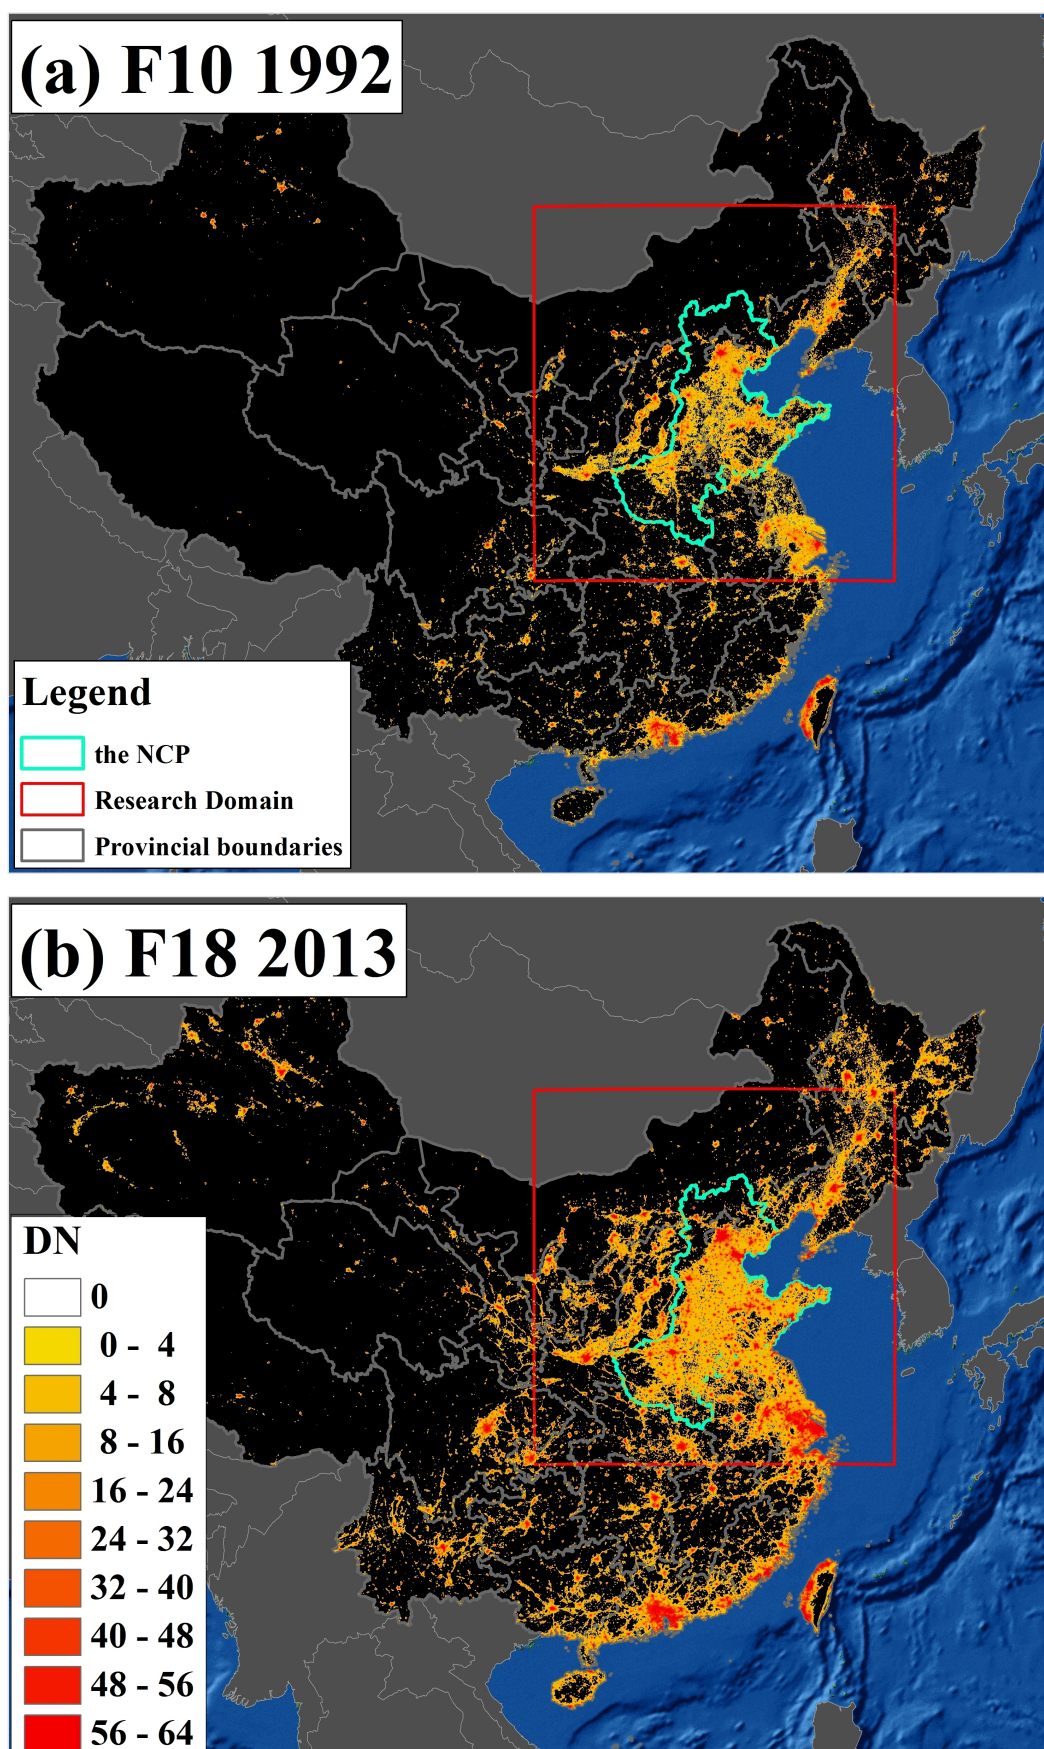 (a) F10 1992
Legend
the NCP
Research Domain
Provincial boundaries
(b) F18 2013
DN
0
0 - 4
4 - 8
8 - 16
16 - 24
24 - 32
32 - 40
40 - 48
48 - 56
56 - 64